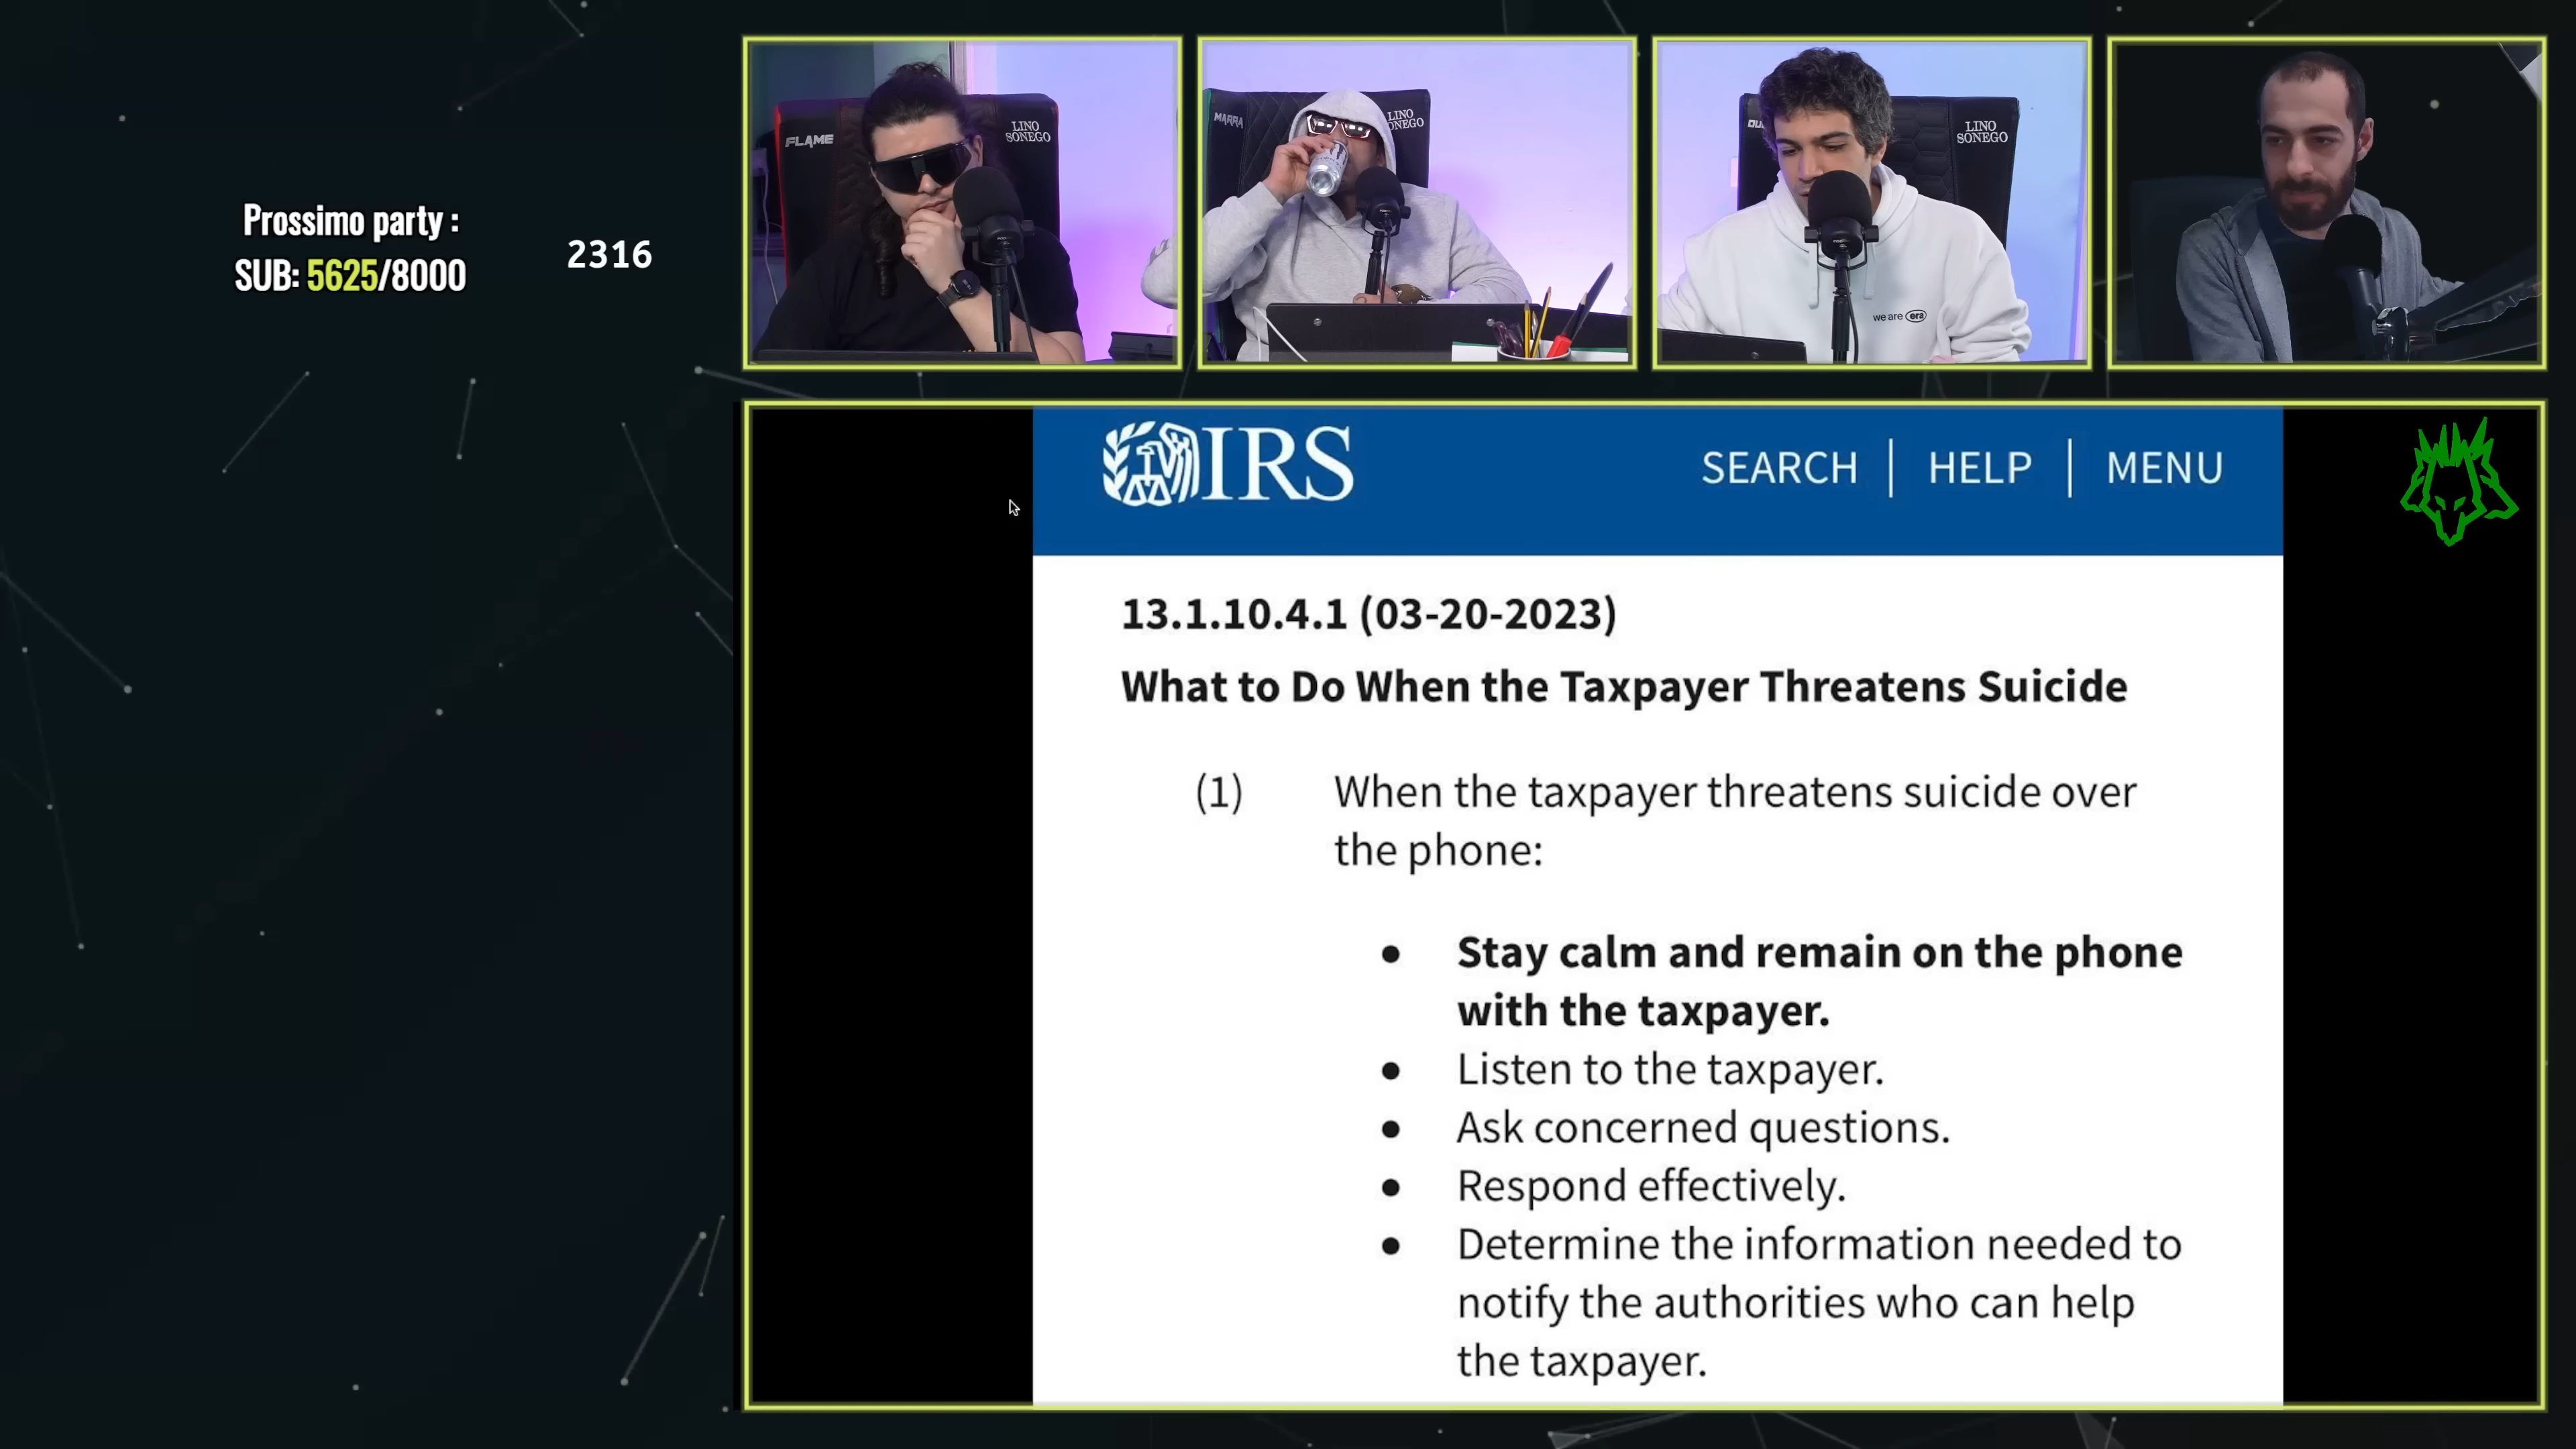 Prossimo party :
SUB: 5625/8000
2316
FLAME
LINO
SONEGO
MARRA
LINO
SONEGO
LINO
SONEGO
we are era
IRS
SEARCH | HELP | MENU
13.1.10.4.1 (03-20-2023)
What to Do When the Taxpayer Threatens Suicide
(1) When the taxpayer threatens suicide over
the phone:
• Stay calm and remain on the phone
with the taxpayer.
• Listen to the taxpayer.
• Ask concerned questions.
• Respond effectively.
• Determine the information needed to
notify the authorities who can help
the taxpayer.